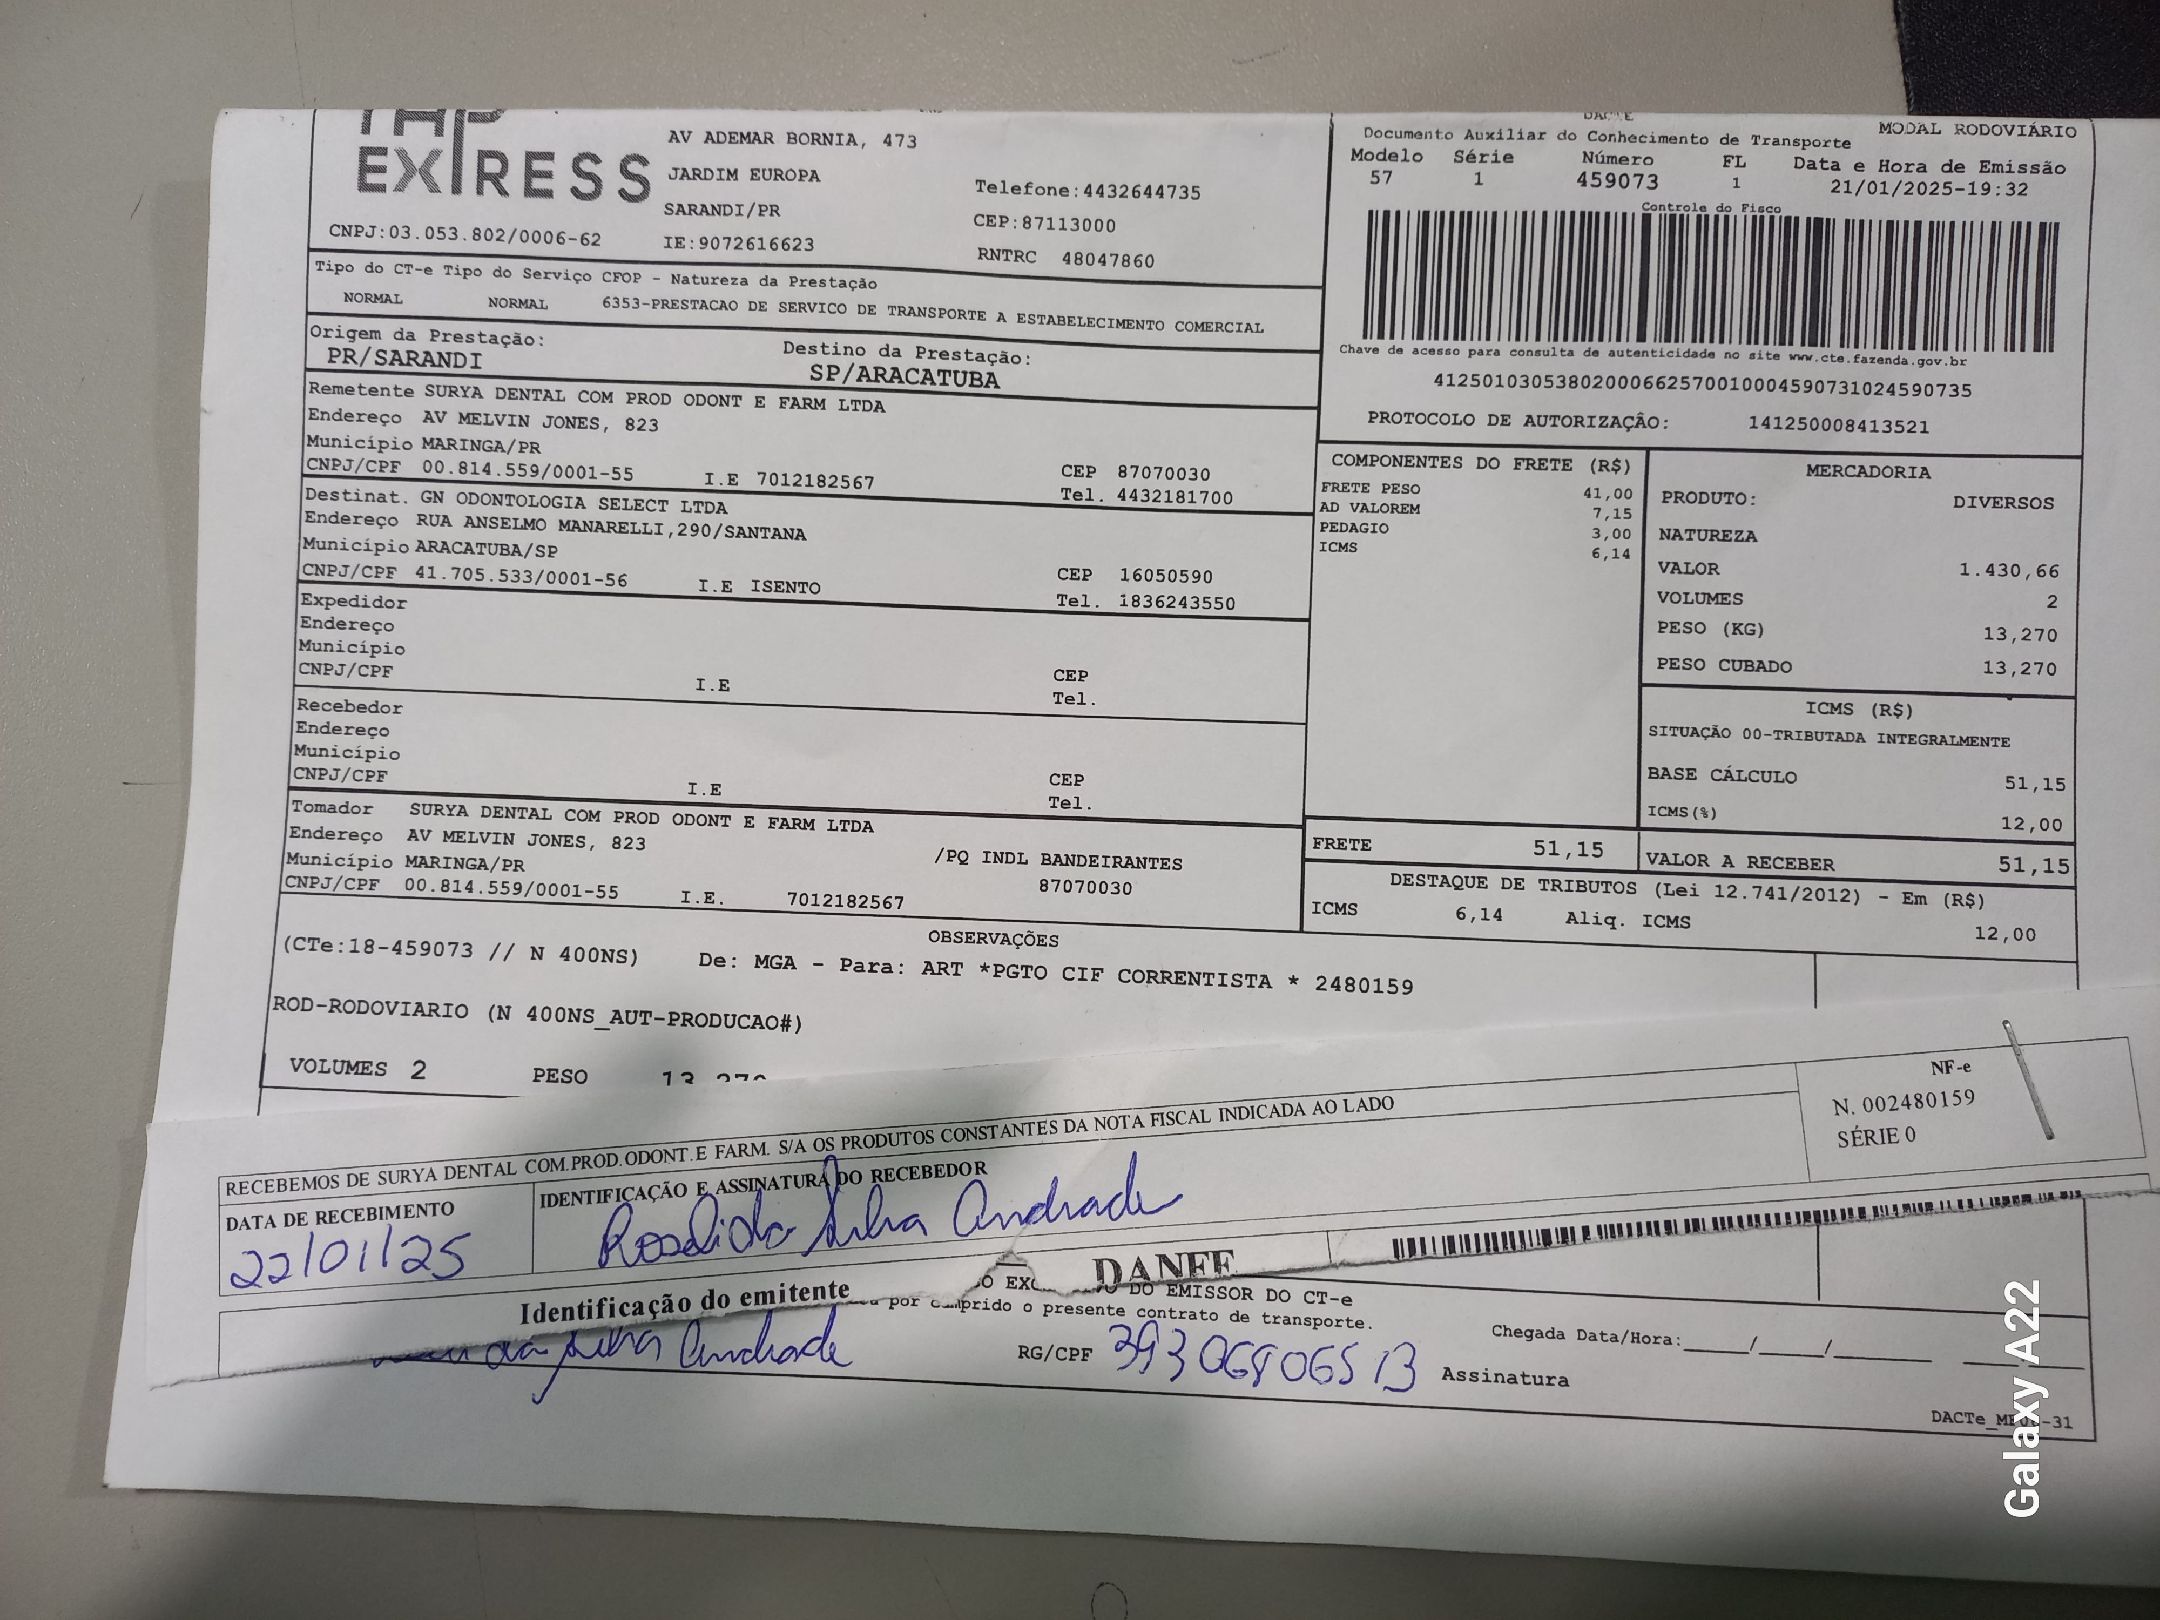 EXPRESS
AV ADEMAR BORNIA, 473
JARDIM EUROPA
SARANDI/PR
IE:9072616623
Telefone:4432644735
CEP:87113000
RNTRC 48047860
CNPJ:03.053.802/0006-62
DACTE
Documento Auxiliar do Conhecimento de Transporte
MODAL RODOVIÁRIO
Modelo Série Número FL Data e Hora de Emissão
57 1 459073 1 21/01/2025-19:32
Controle do Fisco
Chave de acesso para consulta de autenticidade no site www.cte.fazenda.gov.br
41250103053802000662570010004590731024590735
PROTOCOLO DE AUTORIZAÇÂO: 141250008413521
Tipo do CT-e Tipo do Serviço CFOP - Natureza da Prestação
NORMAL NORMAL 6353-PRESTACAO DE SERVICO DE TRANSPORTE A ESTABELECIMENTO COMERCIAL
Origem da Prestação: Destino da Prestação:
PR/SARANDI SP/ARACATUBA
Remetente SURYA DENTAL COM PROD ODONT E FARM LTDA
Endereço AV MELVIN JONES, 823
Município MARINGA/PR CEP 87070030
CNPJ/CPF 00.814.559/0001-55 I.E 7012182567 Tel. 4432181700
Destinat. GN ODONTOLOGIA SELECT LTDA
Endereço RUA ANSELMO MANARELLI,290/SANTANA
Município ARACATUBA/SP CEP 16050590
CNPJ/CPF 41.705.533/0001-56 I.E ISENTO Tel. 1836243550
Expedidor
Endereço
Município CEP
CNPJ/CPF I.E Tel.
Recebedor
Endereço
Município CEP
CNPJ/CPF I.E Tel.
Tomador SURYA DENTAL COM PROD ODONT E FARM LTDA
Endereço AV MELVIN JONES, 823 /PQ INDL BANDEIRANTES
Município MARINGA/PR 87070030
CNPJ/CPF 00.814.559/0001-55 I.E. 7012182567
COMPONENTES DO FRETE (R$)
FRETE PESO 41,00
AD VALOREM 7,15
PEDAGIO 3,00
ICMS 6,14
MERCADORIA
PRODUTO: DIVERSOS
NATUREZA
VALOR 1.430,66
VOLUMES 2
PESO (KG) 13,270
PESO CUBADO 13,270
ICMS (R$)
SITUAÇÃO 00-TRIBUTADA INTEGRALMENTE
BASE CÁLCULO 51,15
ICMS(%) 12,00
FRETE 51,15 VALOR A RECEBER 51,15
DESTAQUE DE TRIBUTOS (Lei 12.741/2012) - Em (R$)
ICMS 6,14 Aliq. ICMS 12,00
OBSERVAÇÕES
(CTe:18-459073 // N 400NS) De: MGA - Para: ART *PGTO CIF CORRENTISTA * 2480159
ROD-RODOVIARIO (N 400NS_AUT-PRODUCAO#)
VOLUMES 2 PESO
RECEBEMOS DE SURYA DENTAL COM.PROD.ODONT.E FARM. S/A OS PRODUTOS CONSTANTES DA NOTA FISCAL INDICADA AO LADO
NF-e
N. 002480159
SÉRIE 0
DATA DE RECEBIMENTO IDENTIFICAÇÃO E ASSINATURA DO RECEBEDOR
22/01/25 Roseli da Silva Andrade
Identificação do emitente DANFE
DO EMISSOR DO CT-e
por cumprido o presente contrato de transporte.
da Silva Andrade RG/CPF Assinatura
Chegada Data/Hora:____/____/______
Galaxy A22